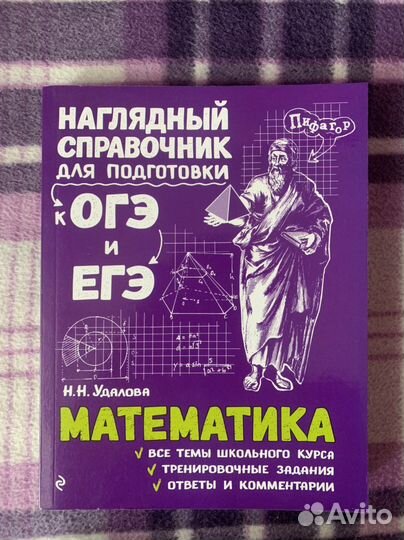 НАГЛЯДНЫЙ
СПРАВОЧНИК
ДЛЯ ПОДГОТОВКИ
Пифагор
К ОГЭ
И
ЕГЭ
Н.Н. УДАЛОВА
МАТЕМАТИКА
ВСЕ ТЕМЫ ШКОЛЬНОГО КУРСА
ТРЕНИРОВОЧНЫЕ ЗАДАНИЯ
ОТВЕТЫ И КОММЕНТАРИИ
Avito